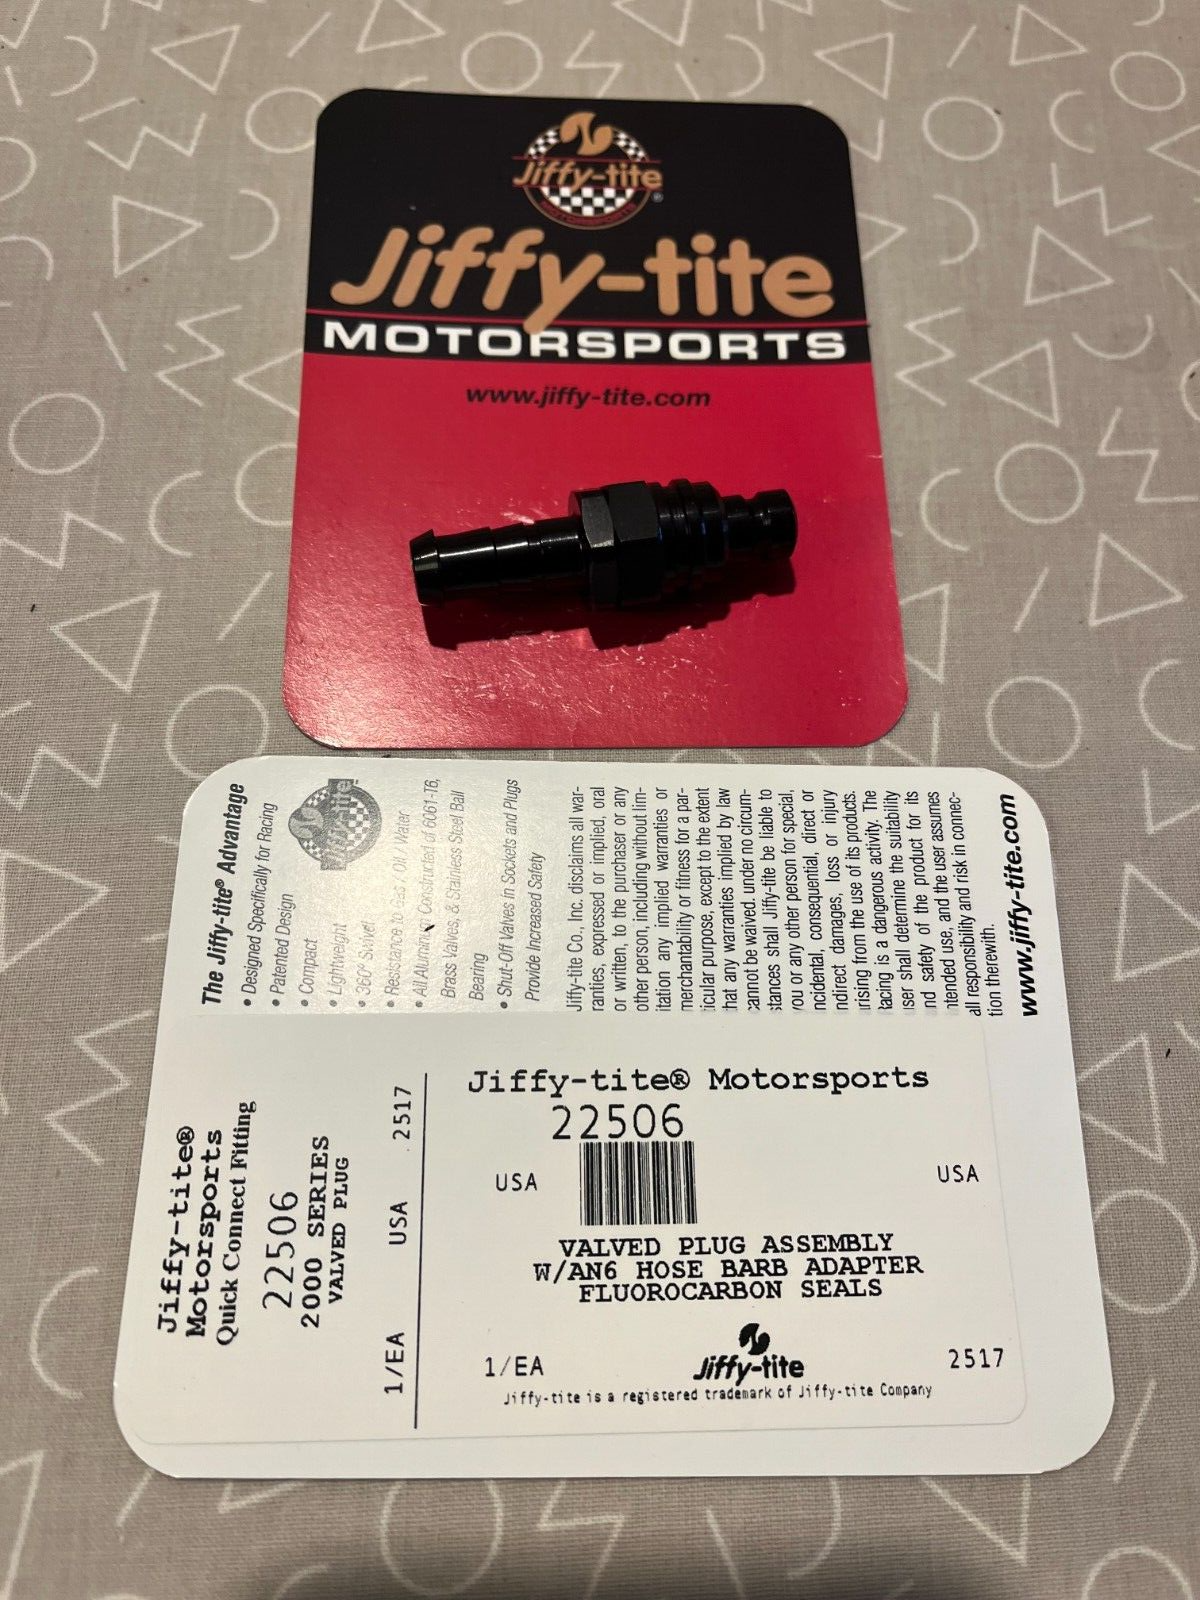 Jiffy-tite
MOTORSPORTS
®
Jiffy-tite
MOTORSPORTS
www.jiffy-tite.com
The Jiffy-tite® Advantage
• Designed Specifically for Racing
• Patented Design
• Compact
• Lightweight
• 360° Swivel
• Resistance to Gas / Oil / Water
• All Aluminum Constructed of 6061-T6,
Brass Valves, & Stainless Steel Ball
Bearing
• Shut-Off Valves in Sockets and Plugs
Provide Increased Safety
Jiffy-tite Co., Inc. disclaims all war-
ranties, expressed or implied, oral
or written, to the purchaser or any
other person, including without lim-
itation any implied warranties or
merchantability or fitness for a par-
ticular purpose, except to the extent
that any warranties implied by law
cannot be waived. under no circum-
stances shall Jiffy-tite be liable to
you or any other person for special,
incidental, consequential, direct or
indirect damages, loss or injury
arising from the use of its products.
Racing is a dangerous activity. The
user shall determine the suitability
and safety of the product for its
intended use, and the user assumes
all responsibility and risk in connec-
tion therewith.
www.jiffy-tite.com
Jiffy-tite®
Motorsports
Quick Connect Fitting
22506
2000 SERIES
VALVED PLUG
1/EA USA 2517
Jiffy-tite® Motorsports
22506
USA USA
VALVED PLUG ASSEMBLY
W/AN6 HOSE BARB ADAPTER
FLUOROCARBON SEALS
1/EA Jiffy-tite 2517
Jiffy-tite is a registered trademark of Jiffy-tite Company